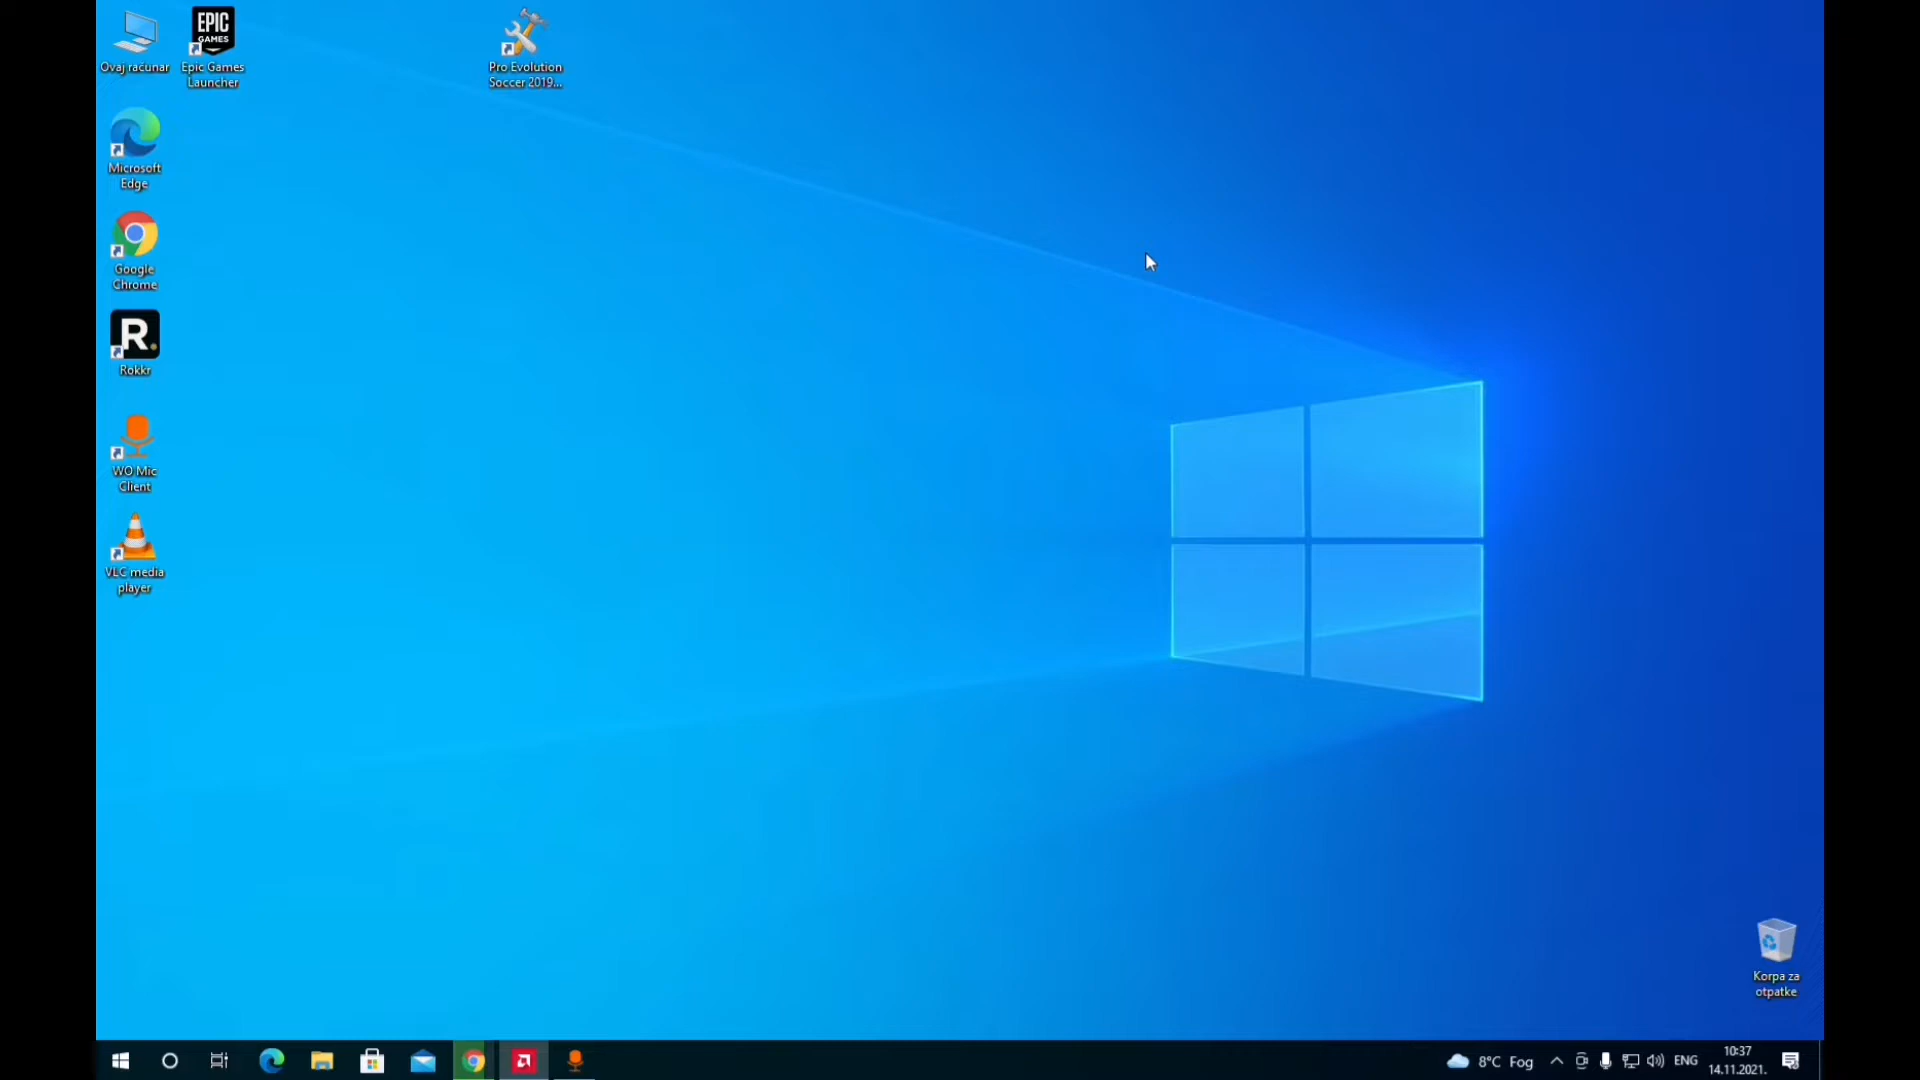 Ovaj računar
EPIC
GAMES
Epic Games
Launcher
Pro Evolution
Soccer 2019...
Microsoft
Edge
Google
Chrome
R.
Rokkr
WO Mic
Client
VLC media
player
Korpa za
otpatke
8°C Fog
ENG
10:37
14.11.2021.